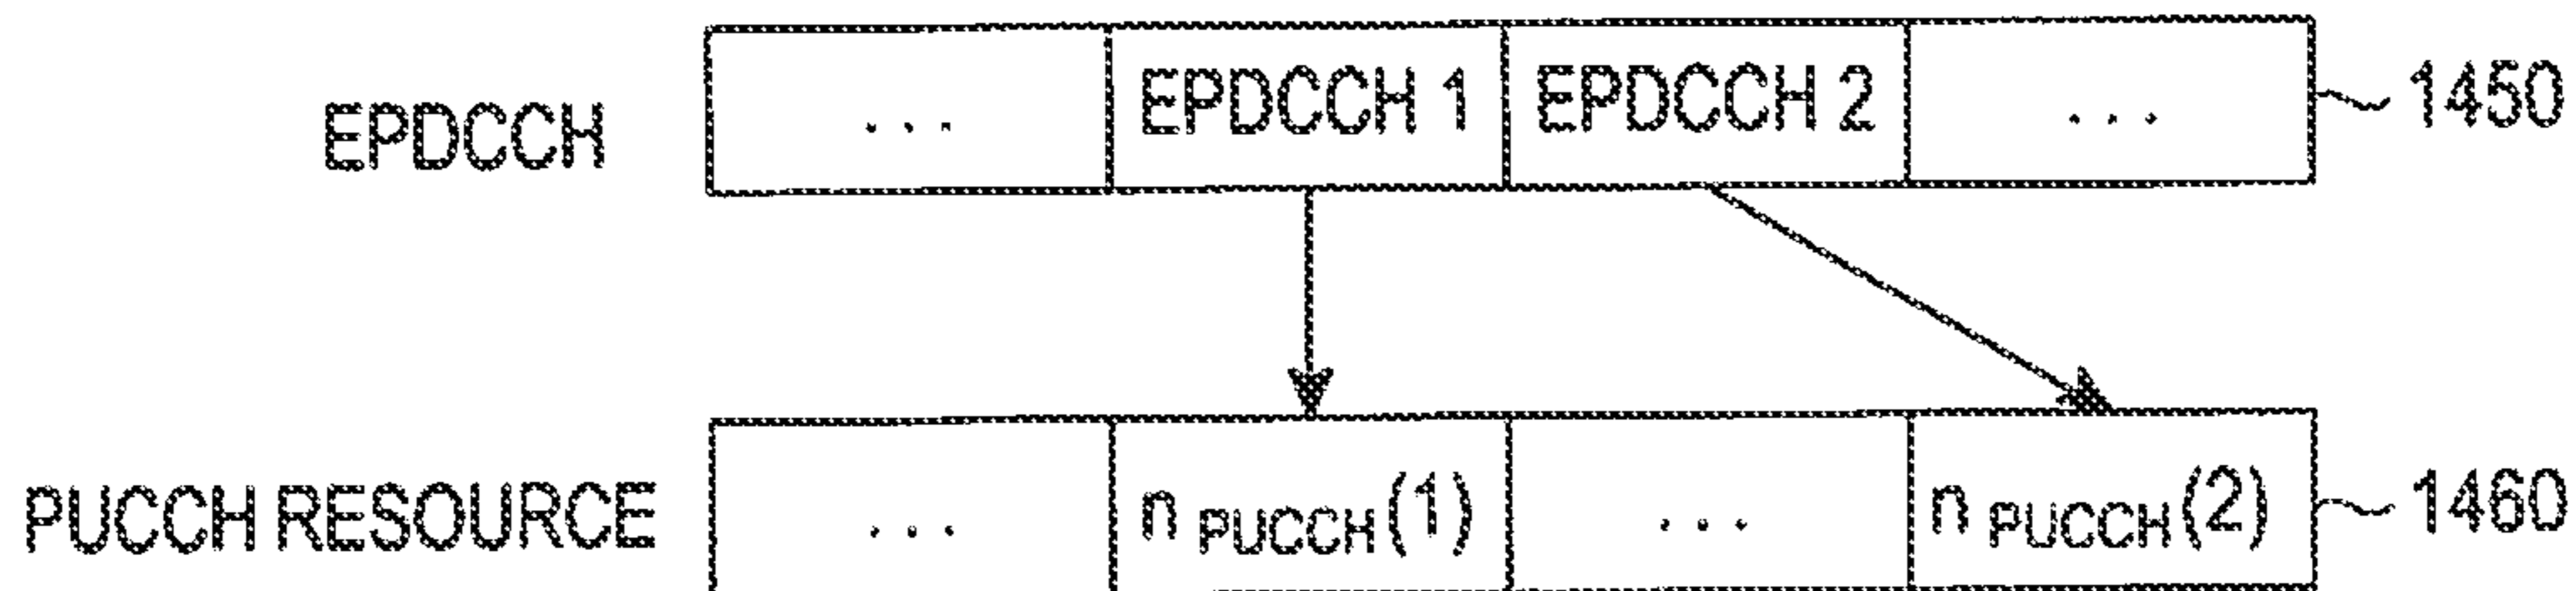 EPDCCH ... EPDCCH 1 EPDCCH 2 ... 1450
PUCCH RESOURCE ... n PUCCH(1) ... n PUCCH(2) 1460